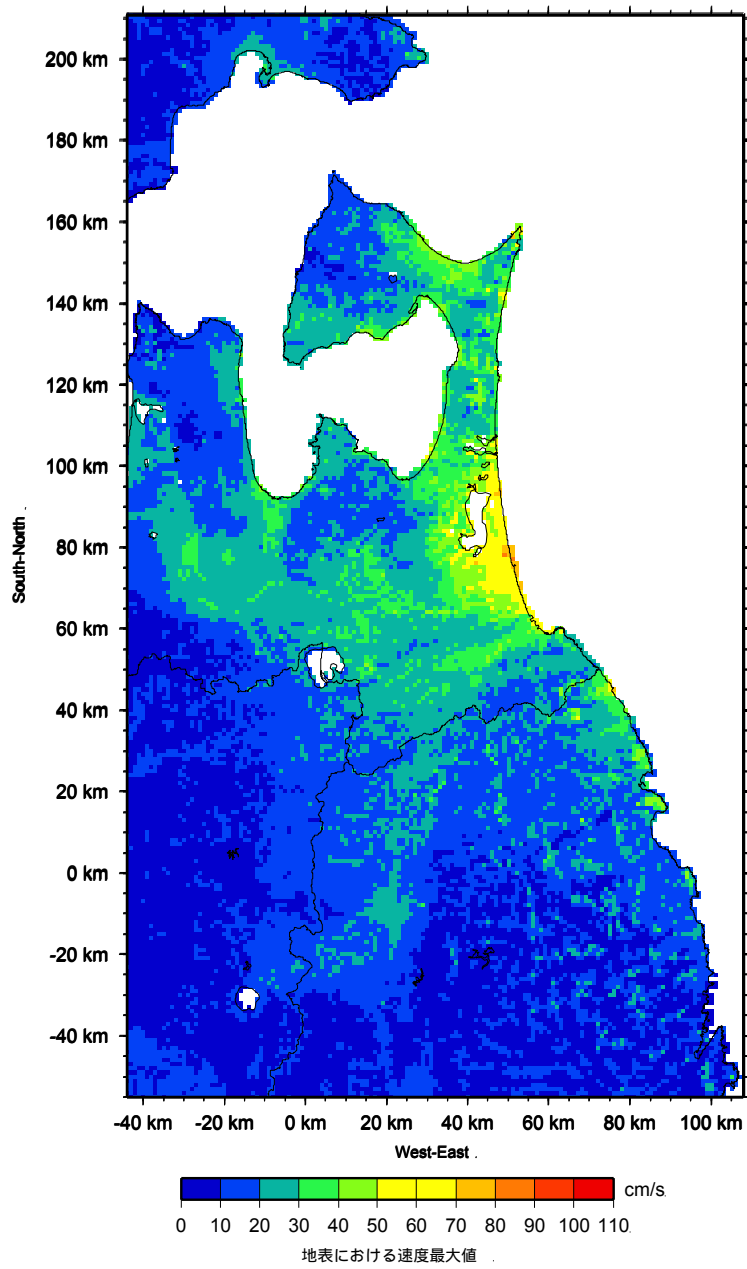 200 km
180 km
160 km
140 km
120 km
100 km
80 km
60 km
40 km
20 km
0 km
-20 km
-40 km
South-North .
-40 km -20 km 0 km 20 km 40 km 60 km 80 km 100 km
West-East .
cm/s.
0 10 20 30 40 50 60 70 80 90 100 110
地表における速度最大値 .